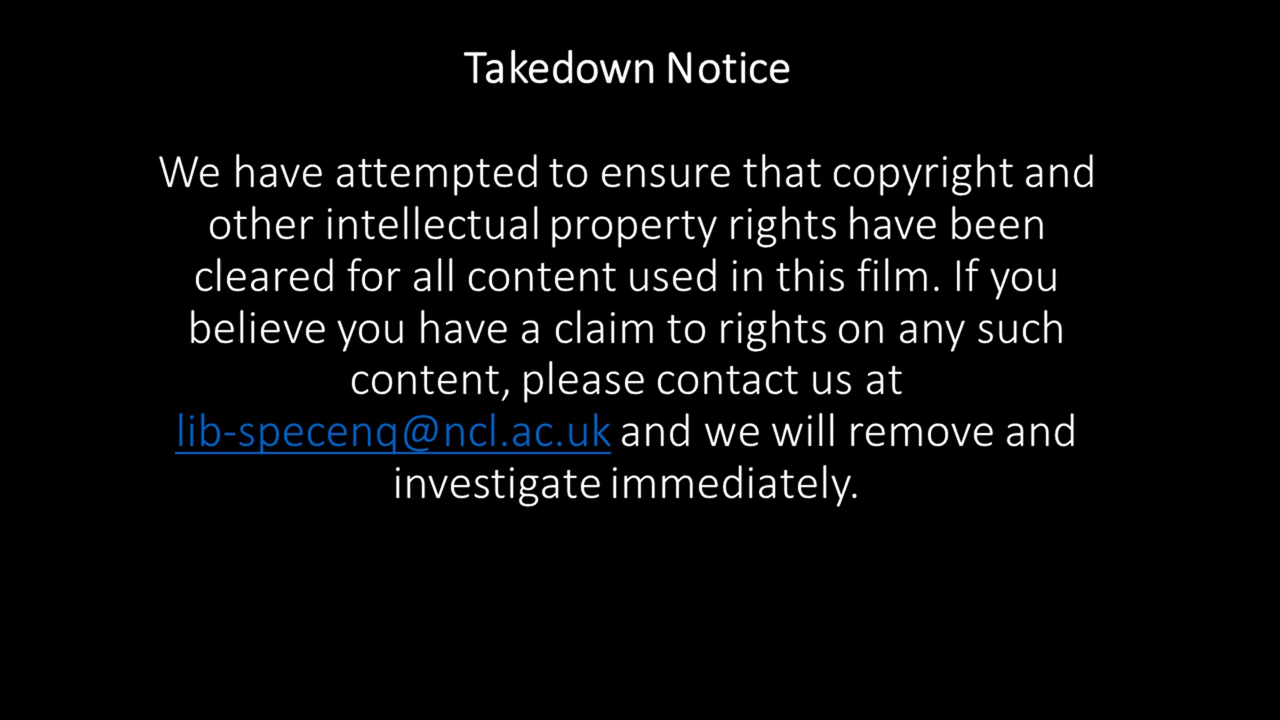 Takedown Notice
We have attempted to ensure that copyright and
other intellectual property rights have been
cleared for all content used in this film. If you
believe you have a claim to rights on any such
content, please contact us at
lib-specenq@ncl.ac.uk and we will remove and
investigate immediately.